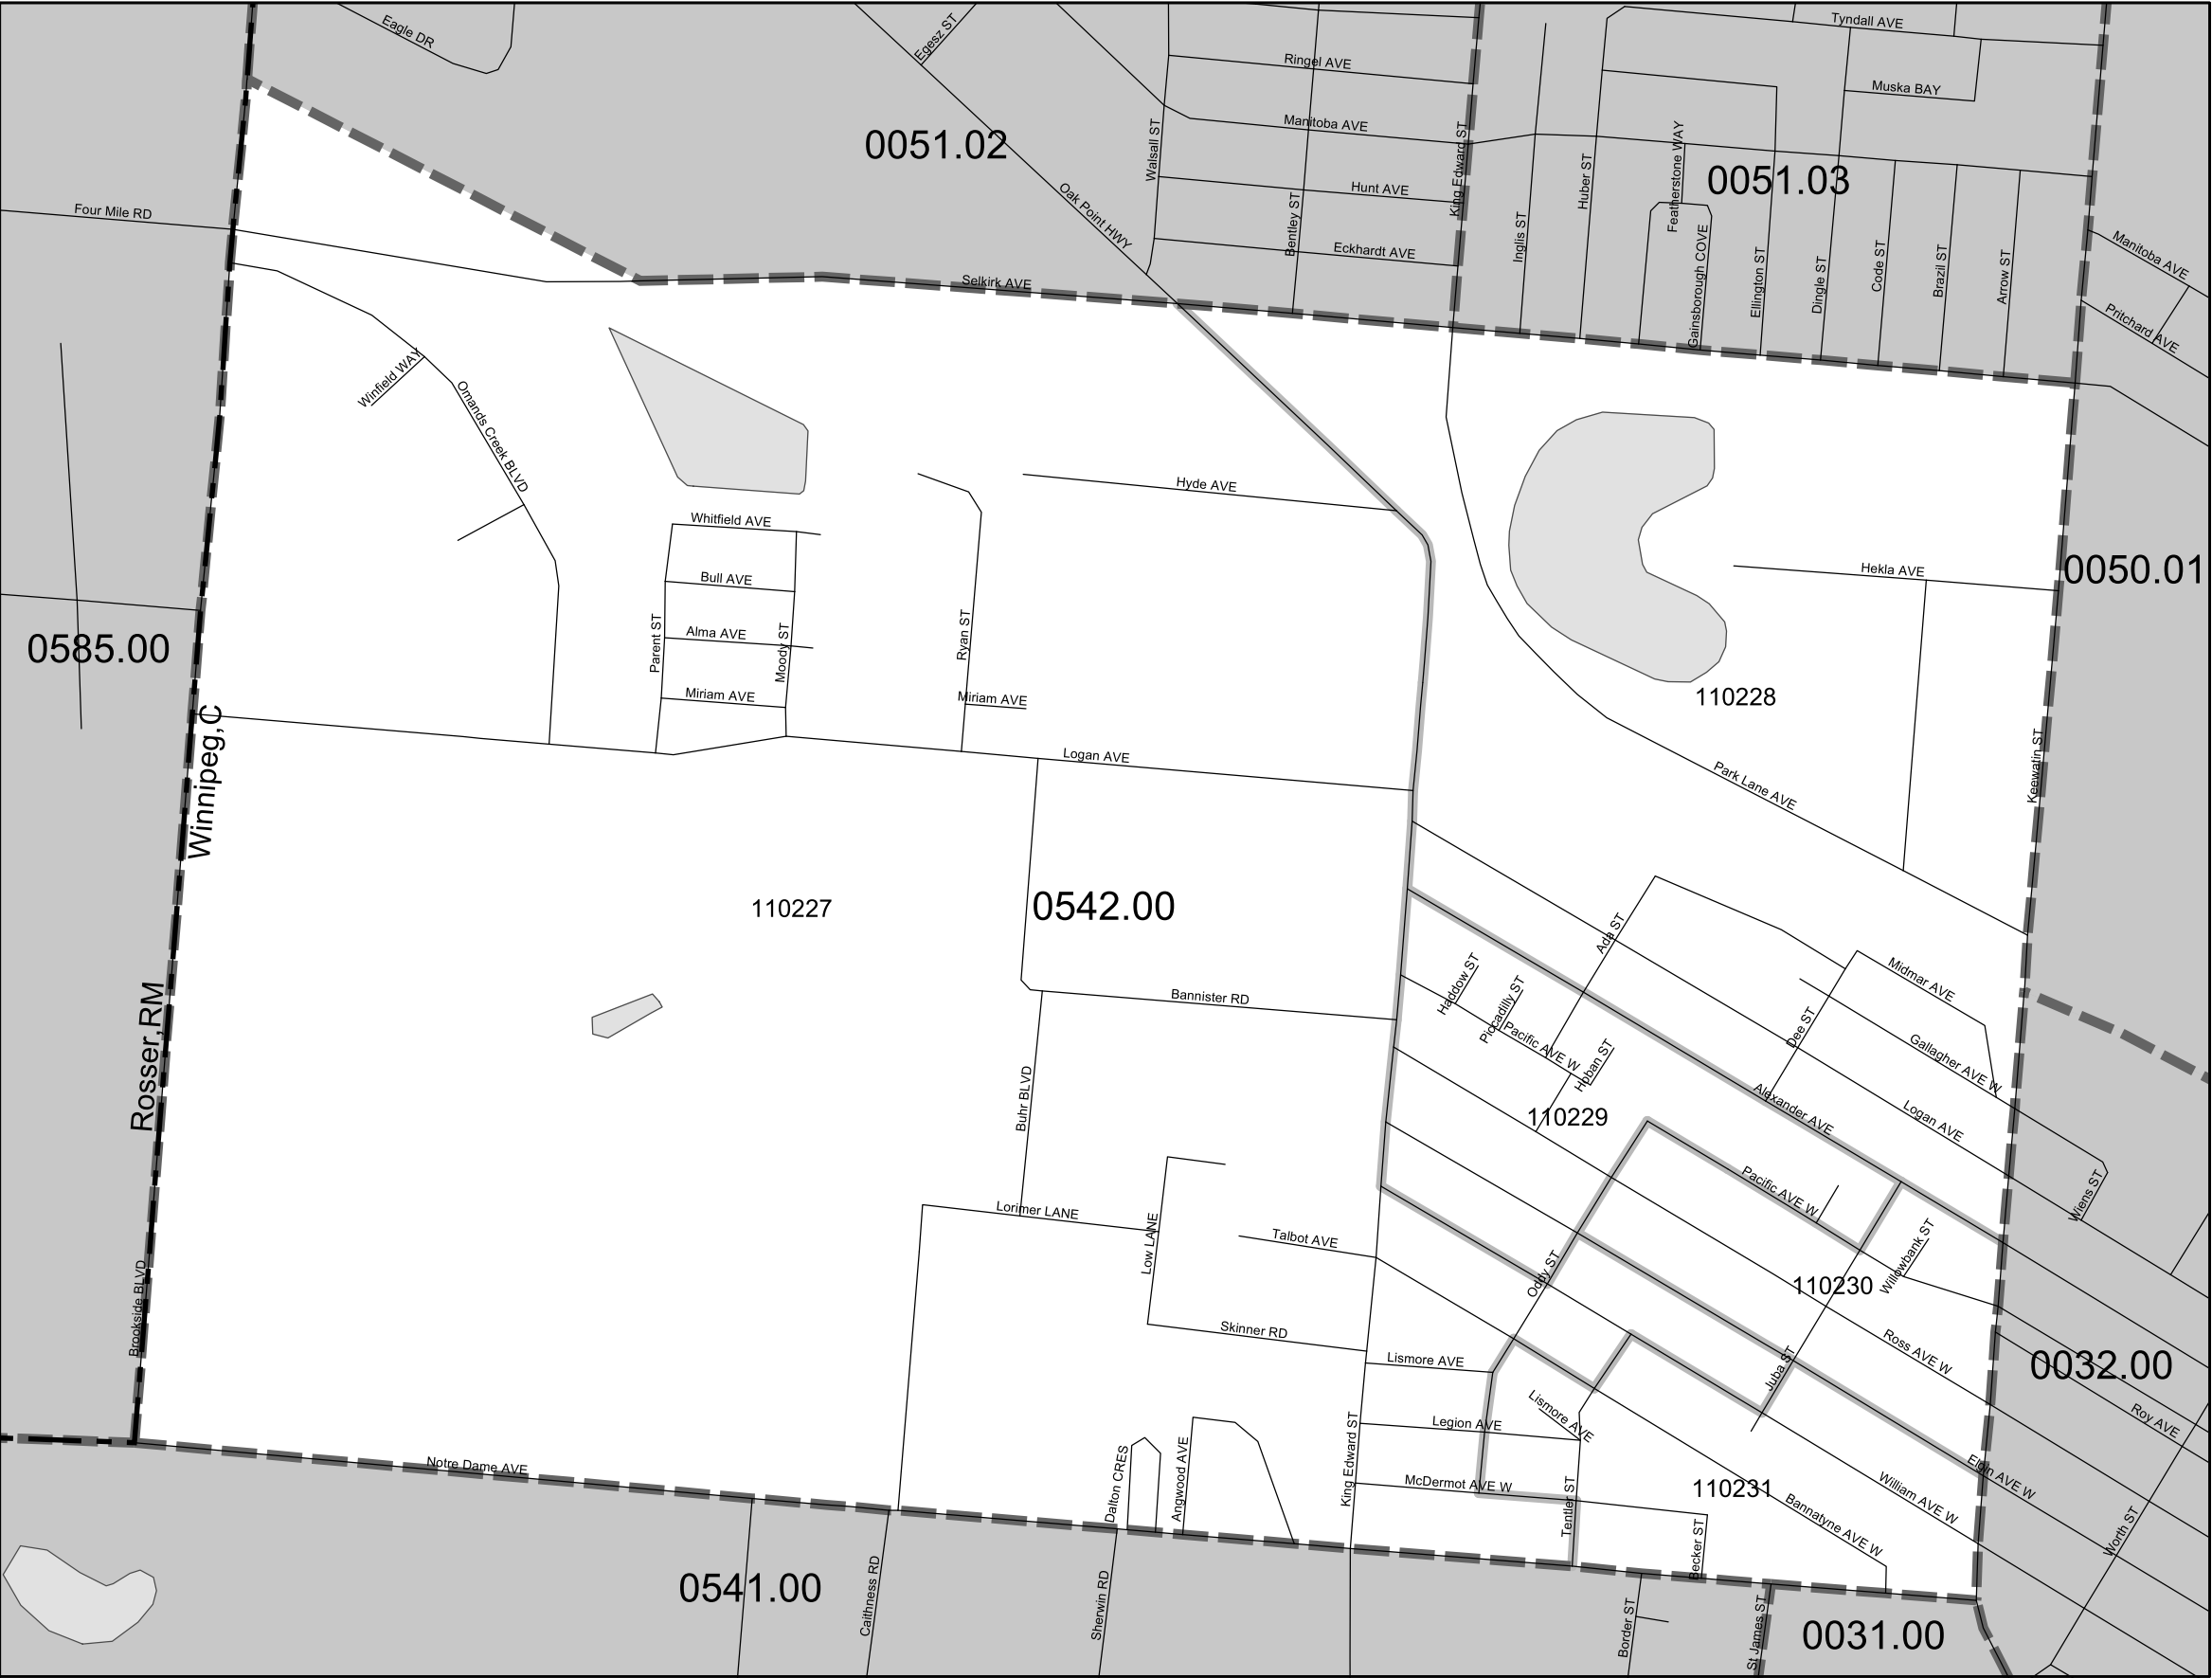 Eagle DR
Egesz ST
Tyndall AVE
Ringel AVE
Muska BAY
0051.02
Manitoba AVE
Walsall ST
King Edward ST
Huber ST
Featherstone WAY
0051.03
Hunt AVE
Oak Point HWY
Four Mile RD
Bentley ST
Eckhardt AVE
Inglis ST
Gainsborough COVE
Ellington ST
Dingle ST
Code ST
Brazil ST
Arrow ST
Manitoba AVE
Selkirk AVE
Pritchard AVE
Winfield WAY
Omands Creek BLVD
Hyde AVE
Whitfield AVE
Bull AVE
Hekla AVE
0050.01
0585.00
Parent ST
Alma AVE
Moody ST
Ryan ST
Miriam AVE
Miriam AVE
110228
Logan AVE
Park Lane AVE
Keewatin ST
Winnipeg,C
110227
0542.00
Ada ST
Haddow ST
Piccadilly ST
Midmar AVE
Bannister RD
Pacific AVE W
Dee ST
Hoban ST
Gallagher AVE W
Rosser,RM
Buhr BLVD
110229
Alexander AVE
Logan AVE
Pacific AVE W
Wiens ST
Lorimer LANE
Low LANE
Talbot AVE
Oddy ST
110230
Willowbank ST
Brookside BLVD
Skinner RD
Lismore AVE
Juba ST
Ross AVE W
0032.00
Lismore AVE
Legion AVE
Roy AVE
Notre Dame AVE
Dalton CRES
Angwood AVE
King Edward ST
McDermot AVE W
Tentler ST
110231
Bannatyne AVE W
William AVE W
Elgin AVE W
Worth ST
Becker ST
0541.00
Caithness RD
Sherwin RD
Border ST
St James ST
0031.00